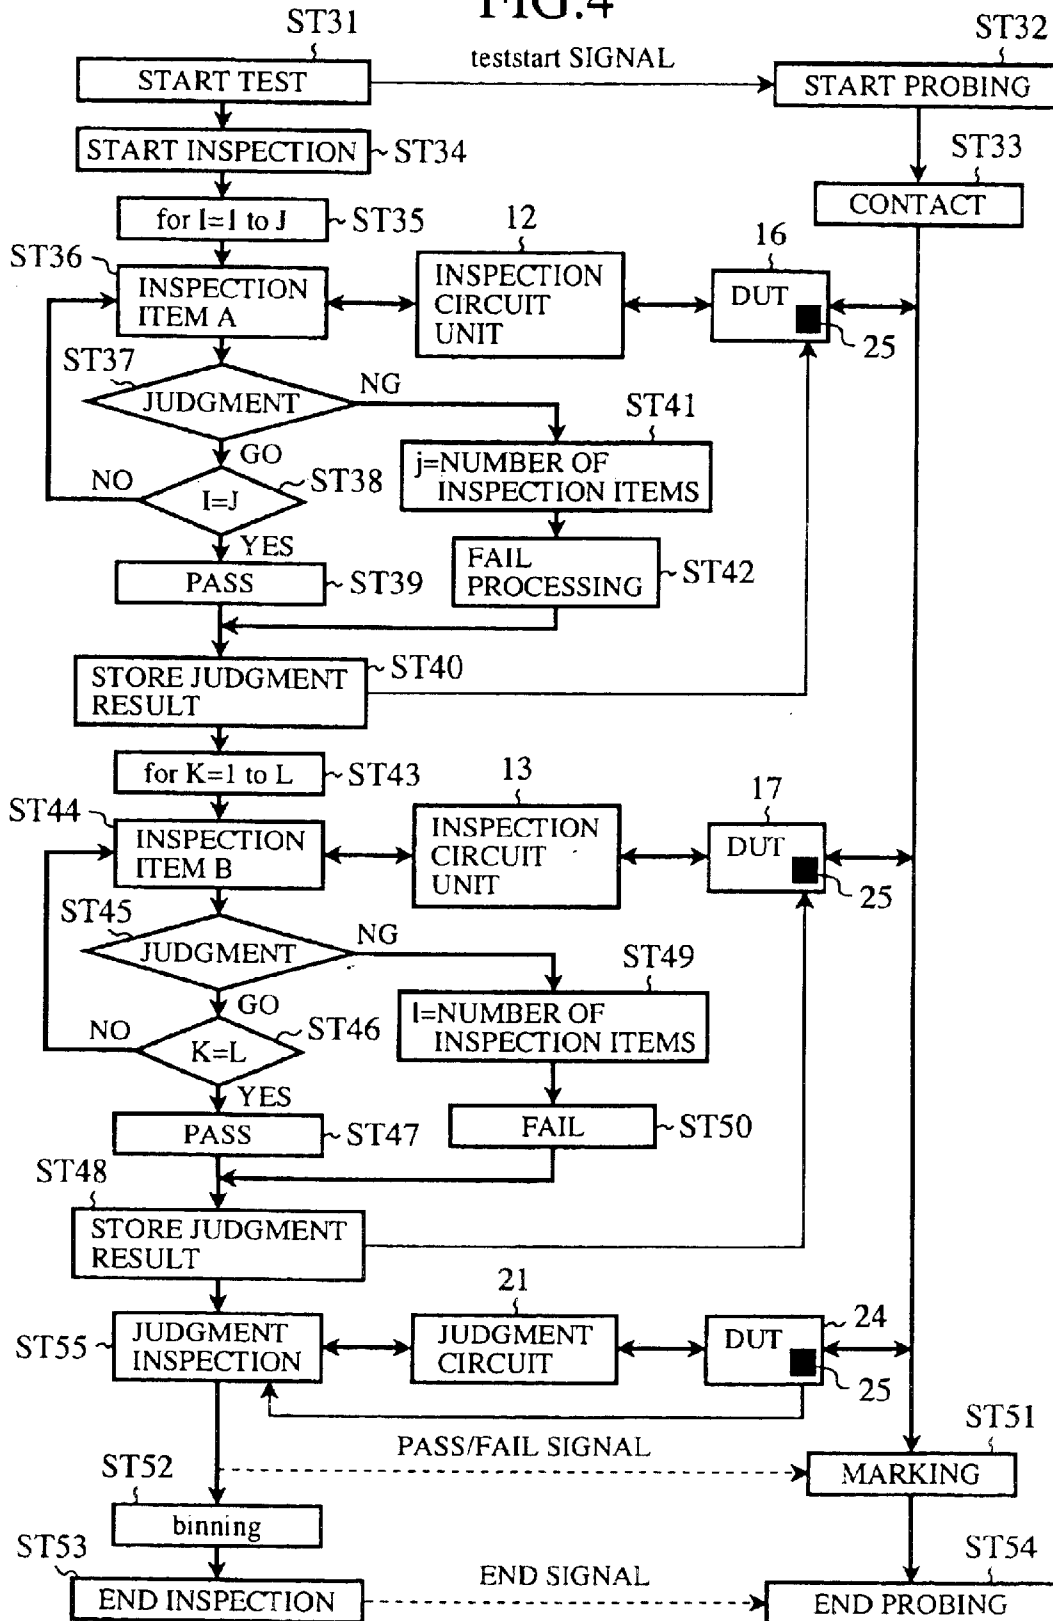 FIG.4
ST31
ST32
teststart SIGNAL
START TEST
START PROBING
START INSPECTION
ST34
ST33
CONTACT
for I=1 to J
ST35
ST36
12
16
INSPECTION
ITEM A
INSPECTION
CIRCUIT
UNIT
DUT
25
ST37
JUDGMENT
NG
ST41
GO
j=NUMBER OF
INSPECTION ITEMS
NO
I=J
ST38
YES
FAIL
PROCESSING
ST42
PASS
ST39
ST40
STORE JUDGMENT
RESULT
for K=1 to L
ST43
13
17
ST44
INSPECTION
ITEM B
INSPECTION
CIRCUIT
UNIT
DUT
25
ST45
JUDGMENT
NG
ST49
GO
l=NUMBER OF
INSPECTION ITEMS
NO
K=L
ST46
YES
PASS
ST47
FAIL
ST50
ST48
STORE JUDGMENT
RESULT
21
24
ST55
JUDGMENT
INSPECTION
JUDGMENT
CIRCUIT
DUT
25
ST51
PASS/FAIL SIGNAL
MARKING
ST52
binning
ST53
ST54
END SIGNAL
END INSPECTION
END PROBING